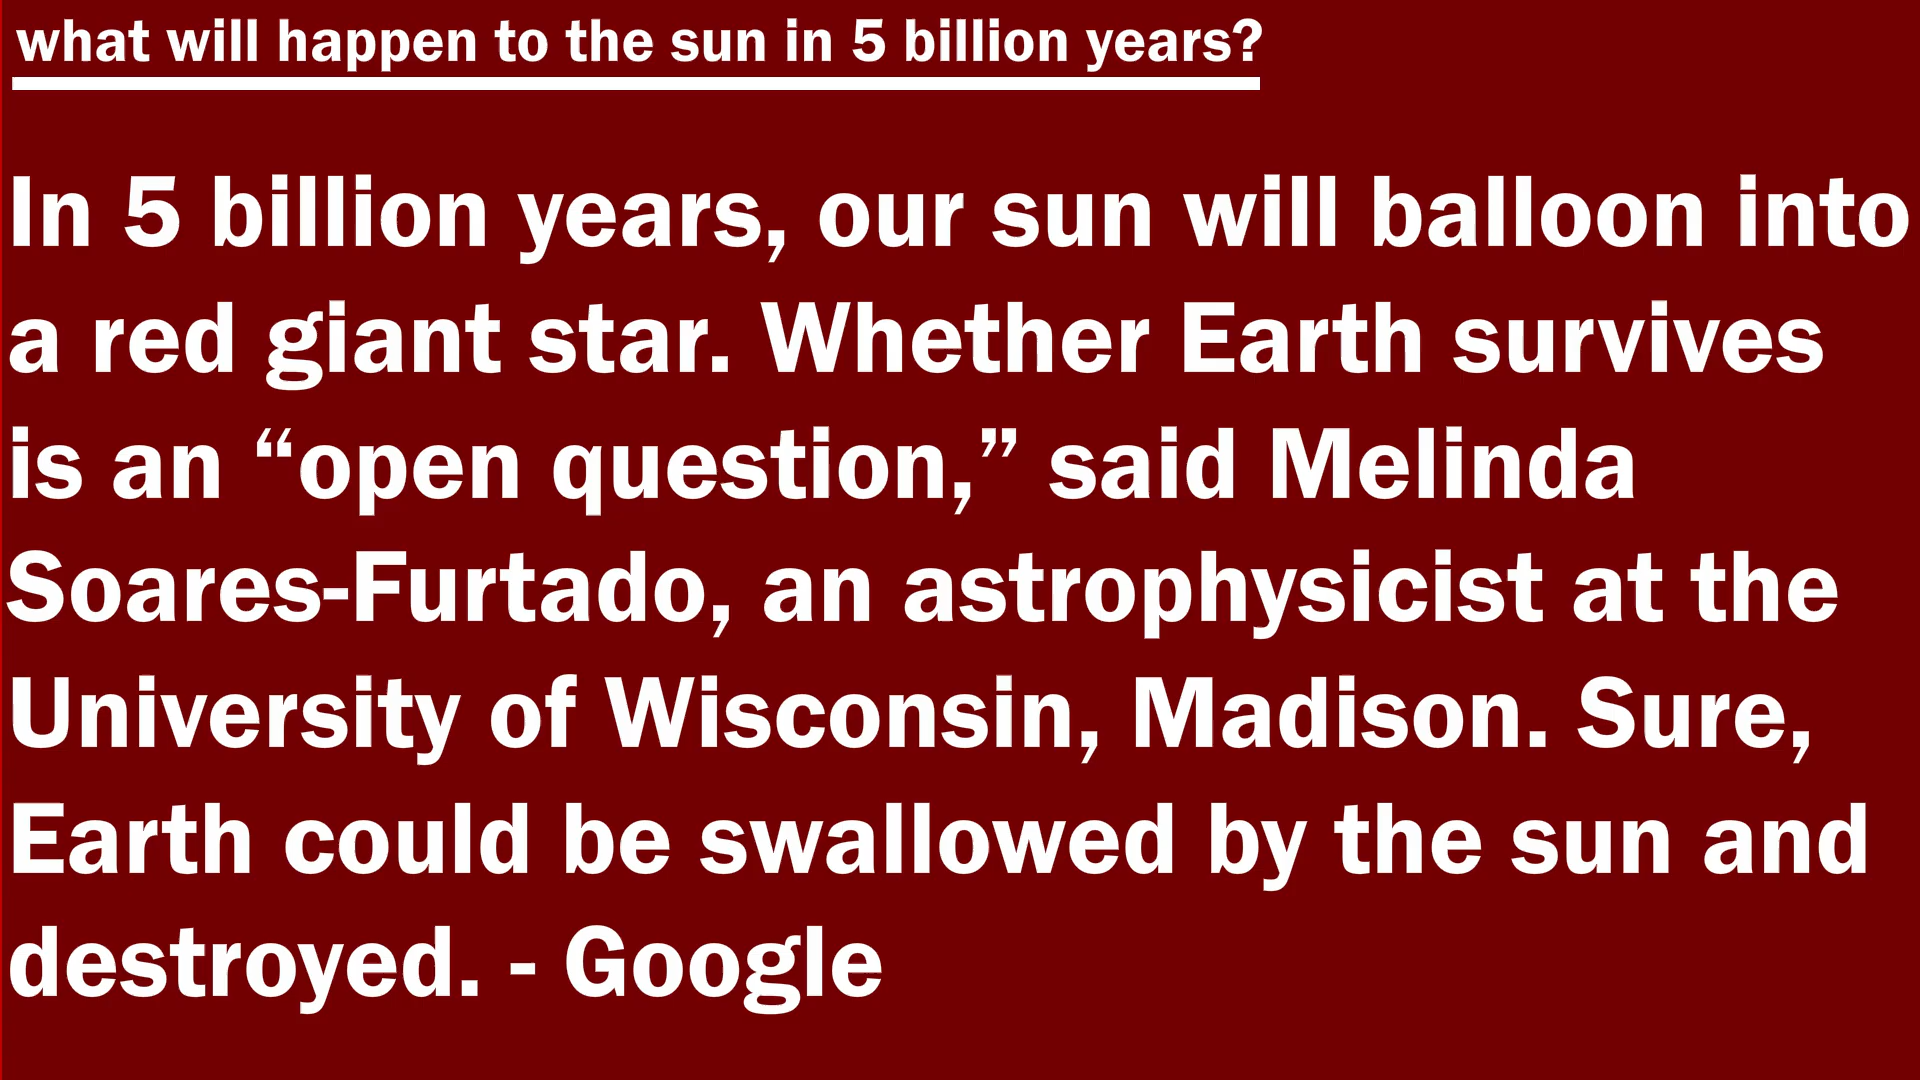 what will happen to the sun in 5 billion years?
In 5 billion years, our sun will balloon into
a red giant star. Whether Earth survives
is an “open question,” said Melinda
Soares-Furtado, an astrophysicist at the
University of Wisconsin, Madison. Sure,
Earth could be swallowed by the sun and
destroyed. - Google